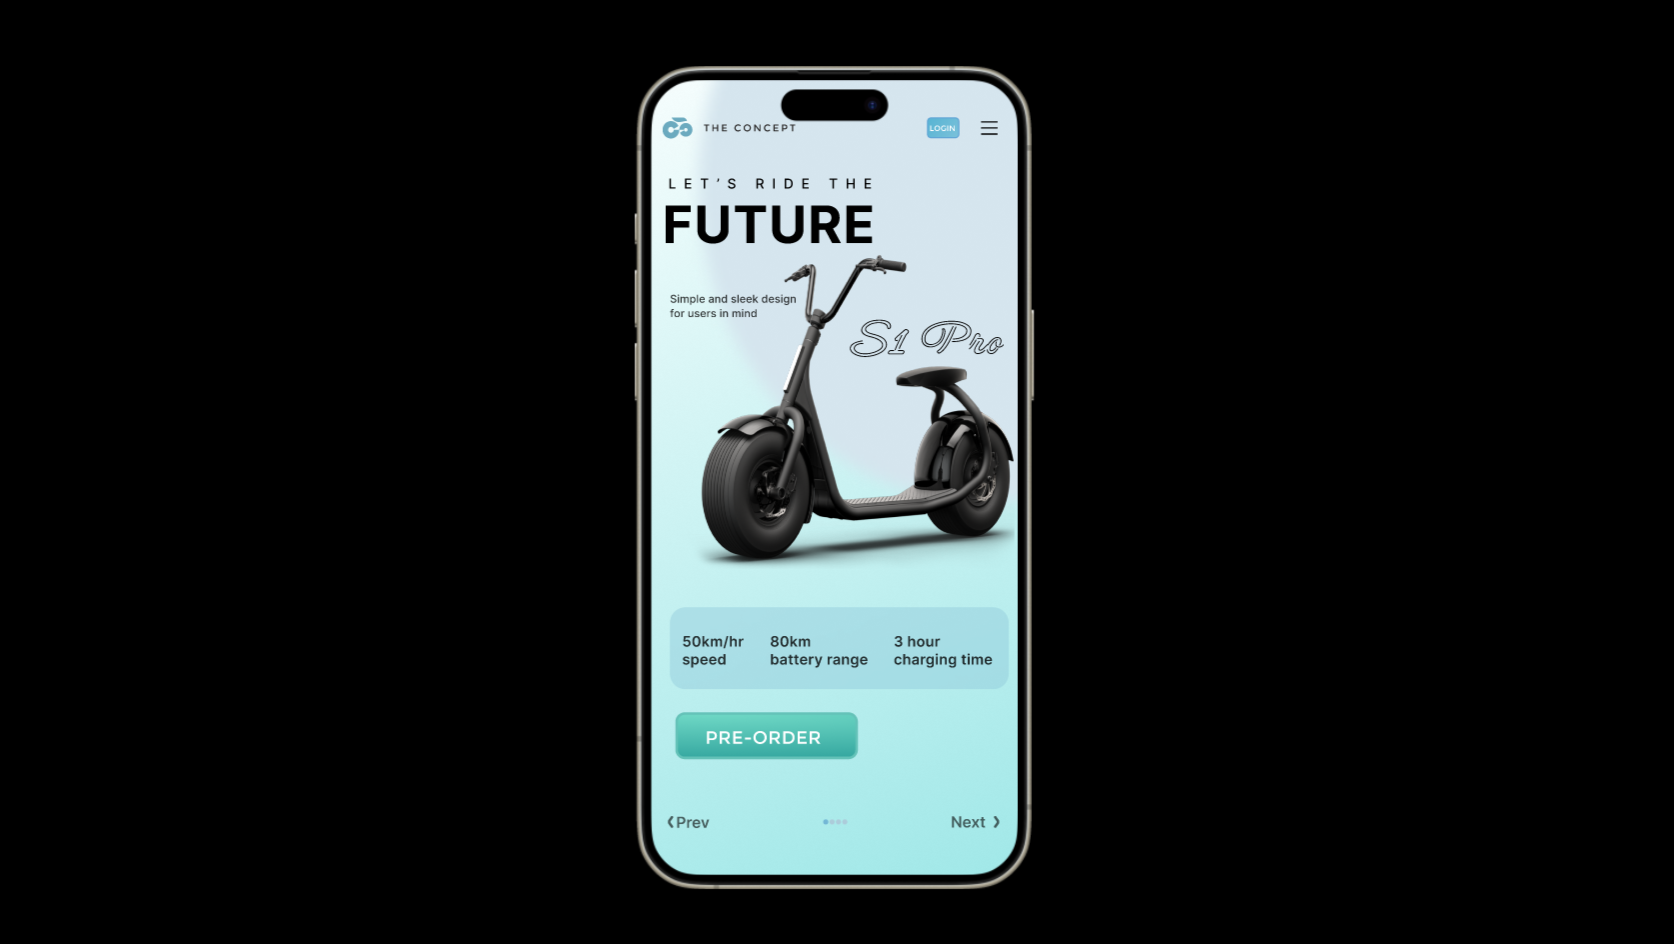 THE CONCEPT
LOGIN
LET'S RIDE THE
FUTURE
Simple and sleek design
for users in mind
S1 Pro
50km/hr
speed
80km
battery range
3 hour
charging time
PRE-ORDER
Prev
Next